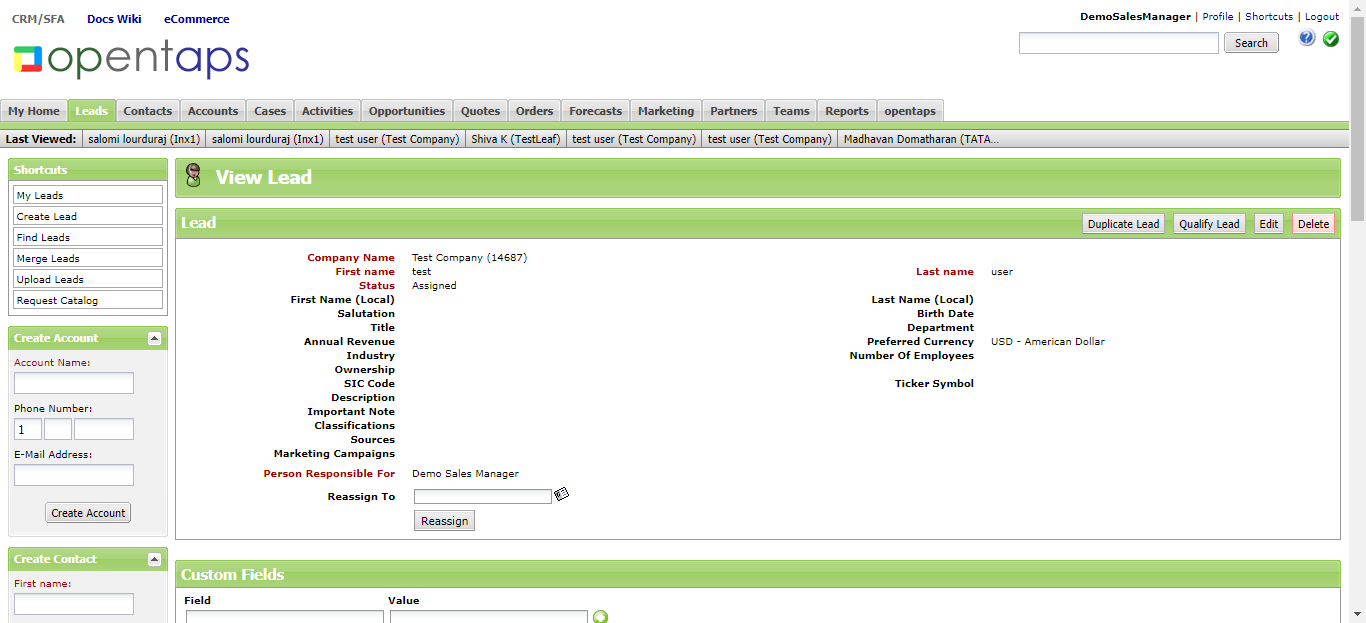 CRM/SFA Docs Wiki eCommerce
DemoSalesManager | Profile | Shortcuts | Logout
opentaps
Search
My Home Leads Contacts Accounts Cases Activities Opportunities Quotes Orders Forecasts Marketing Partners Teams Reports opentaps
Last Viewed: salomi lourduraj (Inx1) salomi lourduraj (Inx1) test user (Test Company) Shiva K (TestLeaf) test user (Test Company) test user (Test Company) Madhavan Domatharan (TATA...
Shortcuts
My Leads
Create Lead
Find Leads
Merge Leads
Upload Leads
Request Catalog
Create Account
Account Name:
Phone Number:
1
E-Mail Address:
Create Account
Create Contact
First name:
View Lead
Lead Duplicate Lead Qualify Lead Edit Delete
Company Name Test Company (14687)
First name test Last name user
Status Assigned
First Name (Local) Last Name (Local)
Salutation Birth Date
Title Department
Annual Revenue Preferred Currency USD - American Dollar
Industry Number Of Employees
Ownership
SIC Code Ticker Symbol
Description
Important Note
Classifications
Sources
Marketing Campaigns
Person Responsible For Demo Sales Manager
Reassign To
Reassign
Custom Fields
Field Value